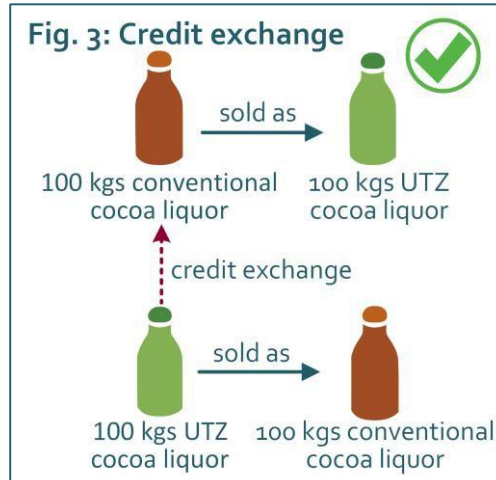 Fig. 3: Credit exchange
sold as
100 kgs conventional
cocoa liquor
100 kgs UTZ
cocoa liquor
credit exchange
sold as
100 kgs UTZ
cocoa liquor
100 kgs conventional
cocoa liquor